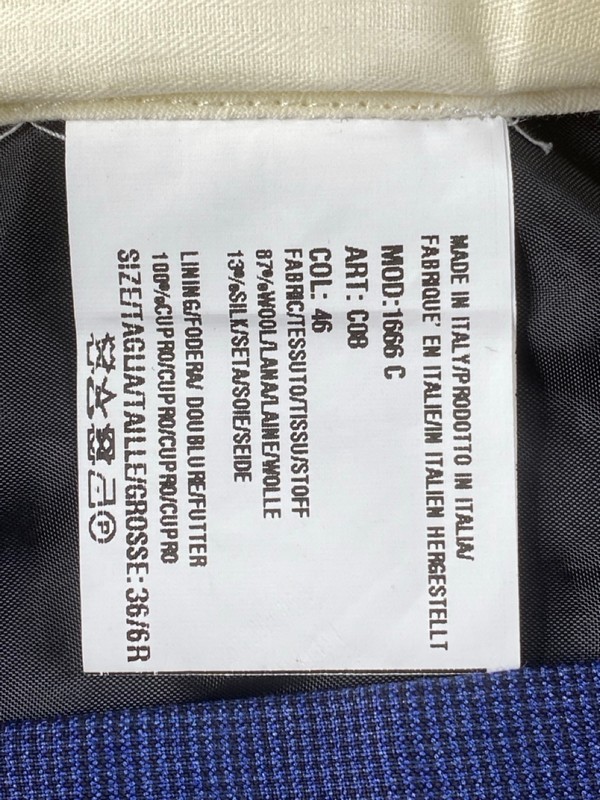 MADE IN ITALY/PRODOTTO IN ITALIA/
FABRIQUE' EN ITALIE/IN ITALIEN HERGESTELLT
MOD:1666 C
ART: C08
COL: 46
FABRIC/TESSUTO/TISSU/STOFF
87%WOOL/LANA/LAINE/WOLLE
13%SILK/SETA/SOIE/SEIDE
LINING/FODERA/ DOUBLURE/FUTTER
100%CUPRO/CUPRO/CUPRO/CUPRO
SIZE/TAGLIA/TAILLE/GROSSE: 36/6R
P